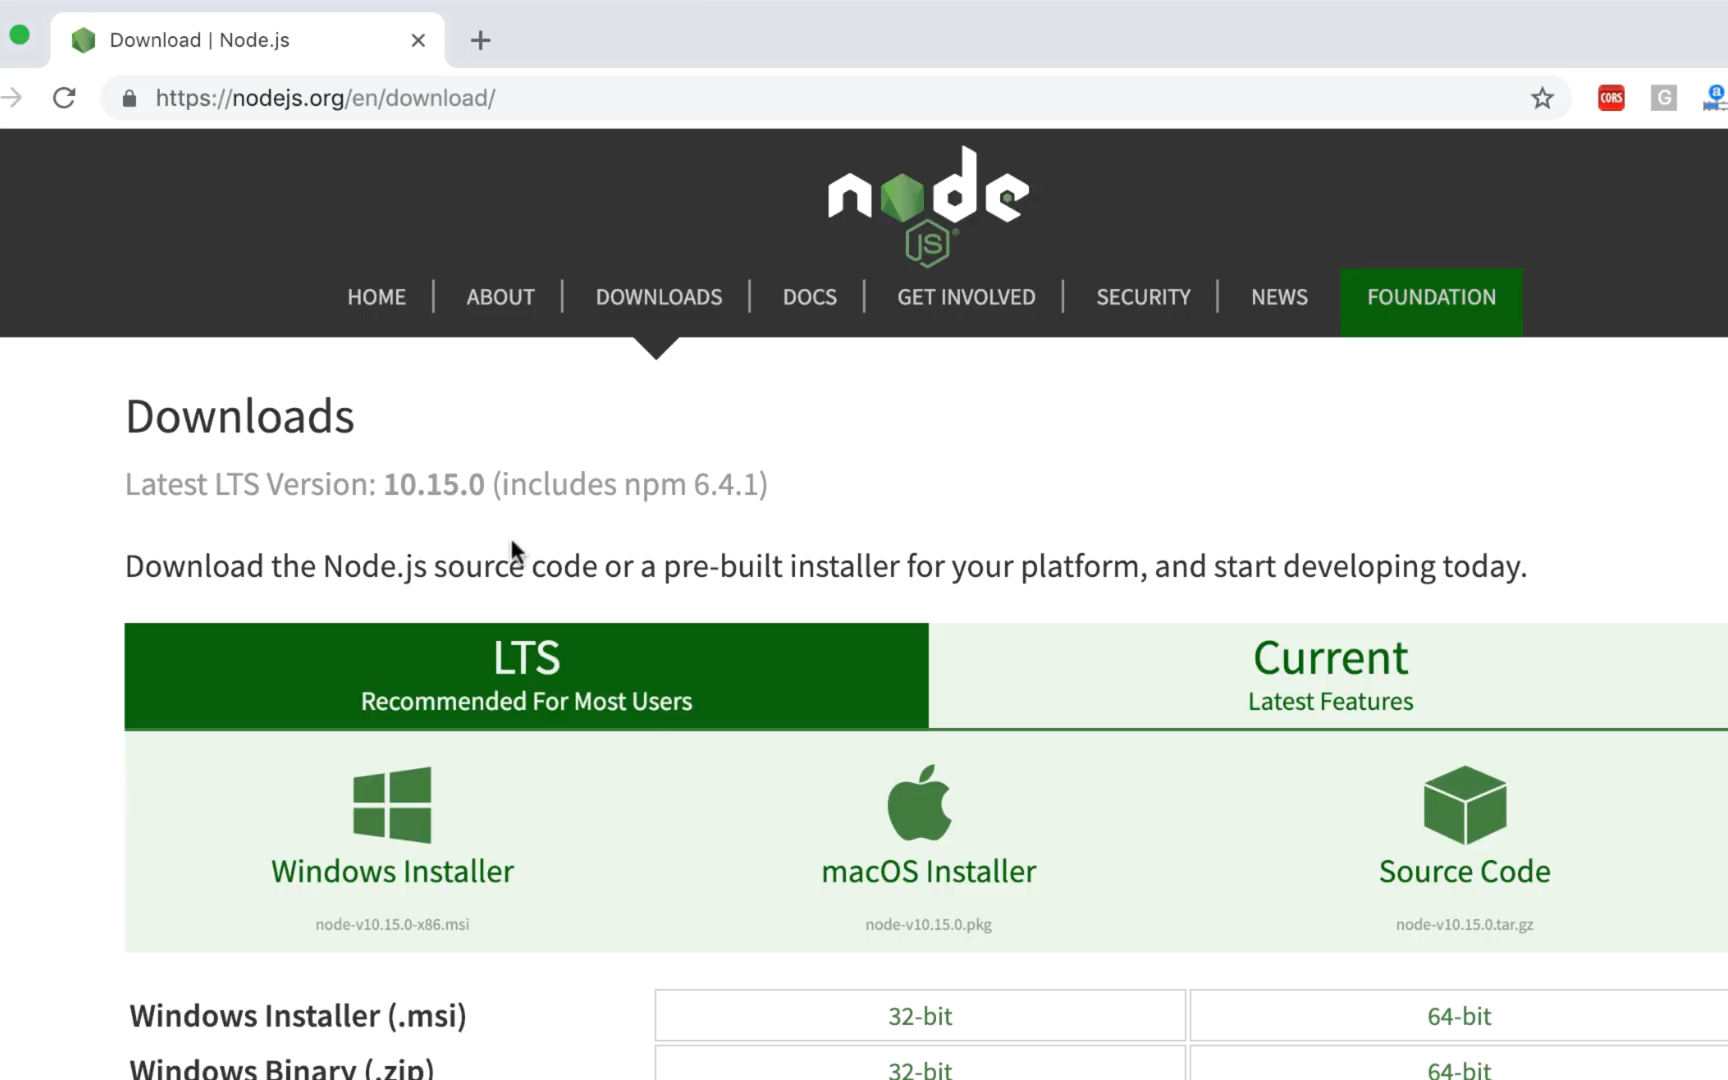 Download | Node.js
https://nodejs.org/en/download/
CORS
G
a
node
JS
HOME ABOUT DOWNLOADS DOCS GET INVOLVED SECURITY NEWS FOUNDATION
Downloads
Latest LTS Version: 10.15.0 (includes npm 6.4.1)
Download the Node.js source code or a pre-built installer for your platform, and start developing today.
LTS
Recommended For Most Users
Current
Latest Features
Windows Installer
node-v10.15.0-x86.msi
macOS Installer
node-v10.15.0.pkg
Source Code
node-v10.15.0.tar.gz
Windows Installer (.msi) 32-bit 64-bit
Windows Binary (.zip) 32-bit 64-bit